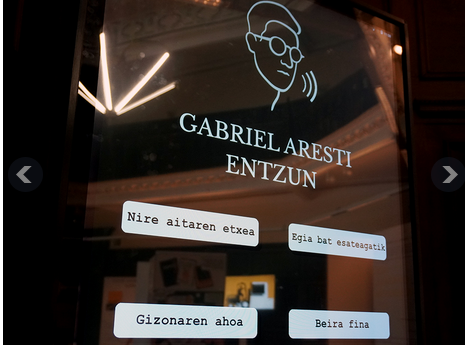 GABRIEL ARESTI
ENTZUN
Nire aitaren etxea
Egia bat esateagatik
Gizonaren ahoa
Beira fina